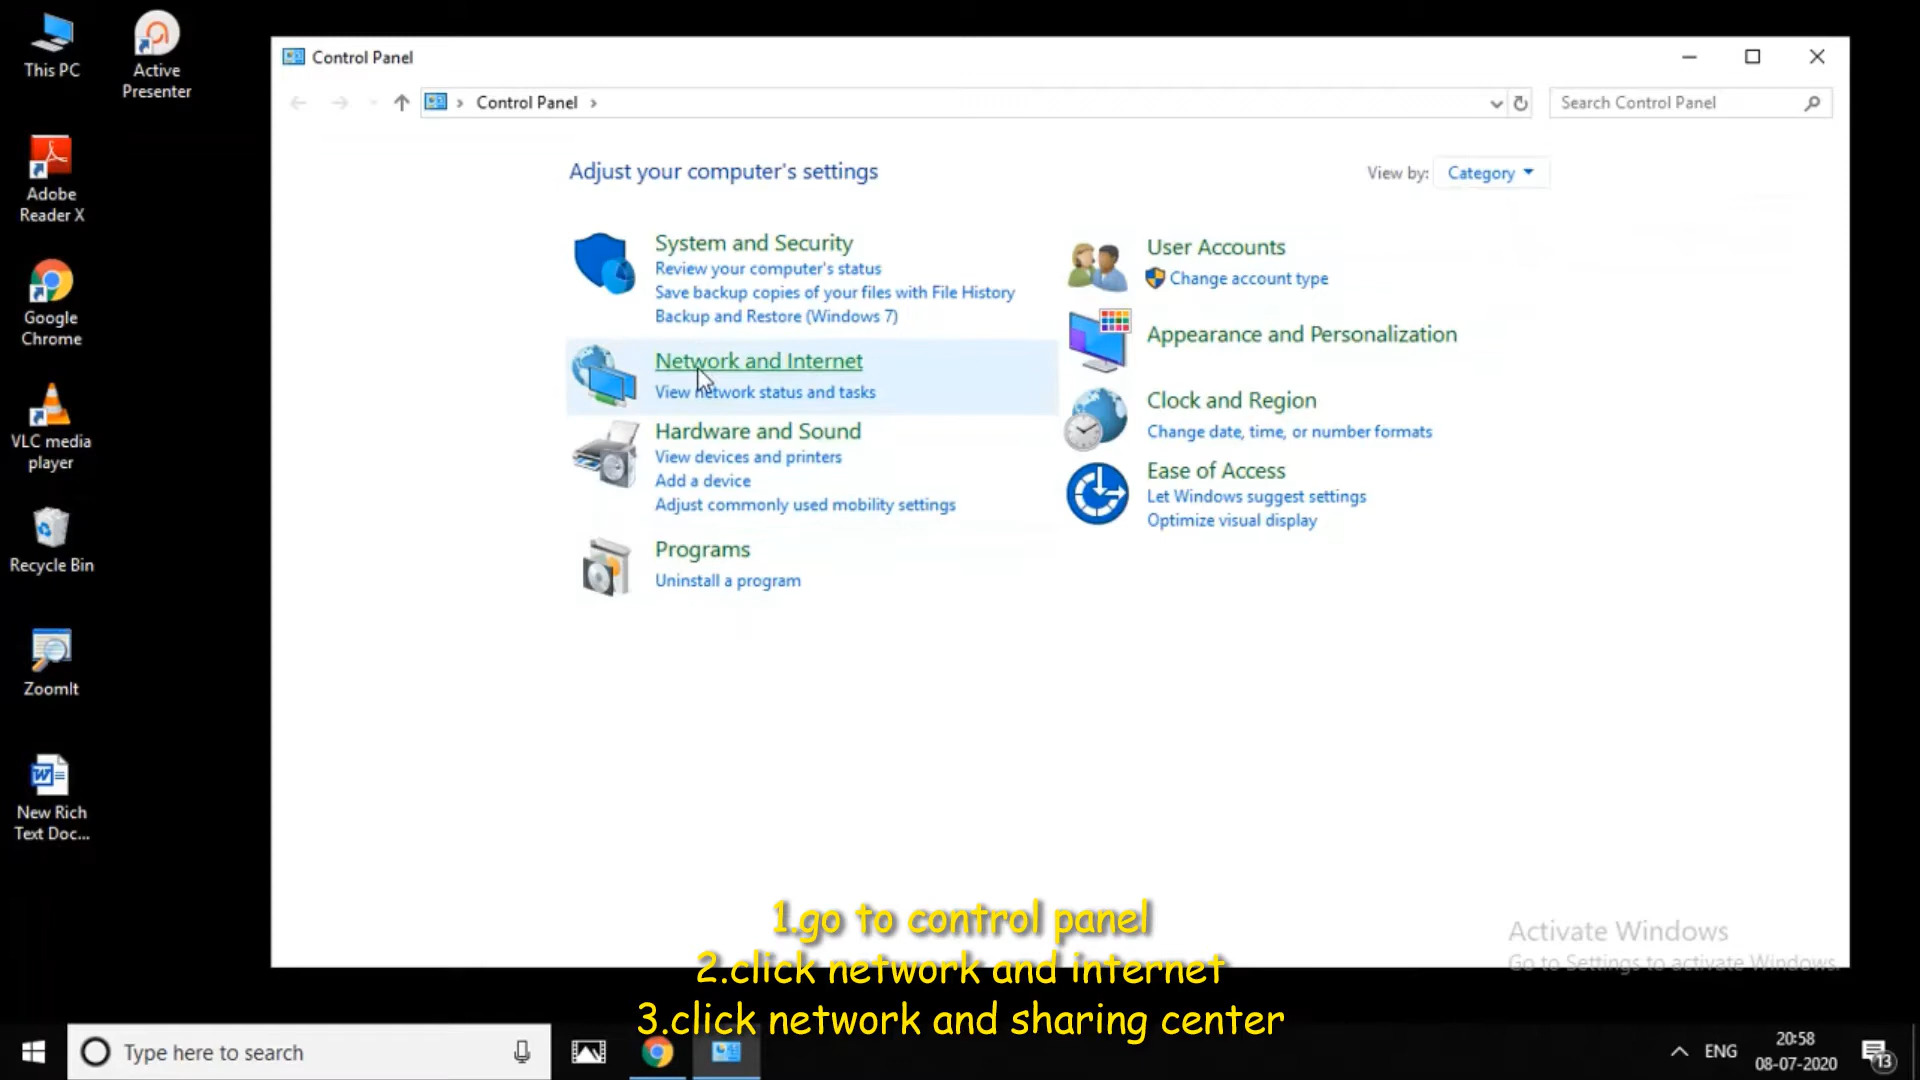 This PC
Active
Presenter
Adobe
Reader X
Google
Chrome
VLC media
player
Recycle Bin
ZoomIt
New Rich
Text Doc...
Control Panel
Control Panel
Search Control Panel
Adjust your computer's settings
View by: Category
System and Security
Review your computer's status
Save backup copies of your files with File History
Backup and Restore (Windows 7)
Network and Internet
View network status and tasks
Hardware and Sound
View devices and printers
Add a device
Adjust commonly used mobility settings
Programs
Uninstall a program
User Accounts
Change account type
Appearance and Personalization
Clock and Region
Change date, time, or number formats
Ease of Access
Let Windows suggest settings
Optimize visual display
1.go to control panel
2.click network and internet
3.click network and sharing center
Activate Windows
Go to Settings to activate Windows.
Type here to search
ENG
20:58
08-07-2020
13